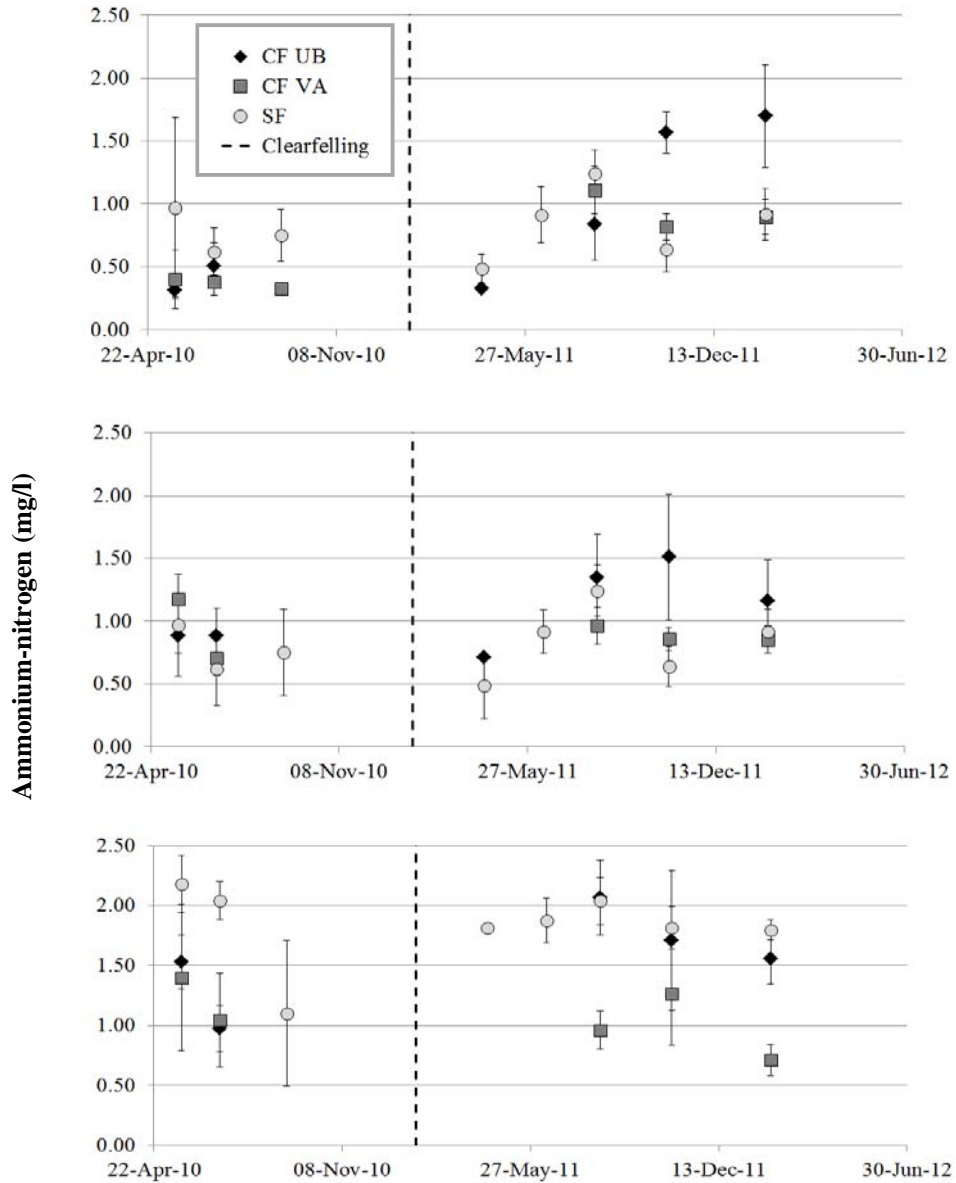 2.50
CF UB
2.00
CF VA
SF
1.50
Clearfelling
1.00
0.50
0.00
22-Apr-10 08-Nov-10 27-May-11 13-Dec-11 30-Jun-12
Ammonium-nitrogen (mg/l)
2.50
2.00
1.50
1.00
0.50
0.00
22-Apr-10 08-Nov-10 27-May-11 13-Dec-11 30-Jun-12
2.50
2.00
1.50
1.00
0.50
0.00
22-Apr-10 08-Nov-10 27-May-11 13-Dec-11 30-Jun-12